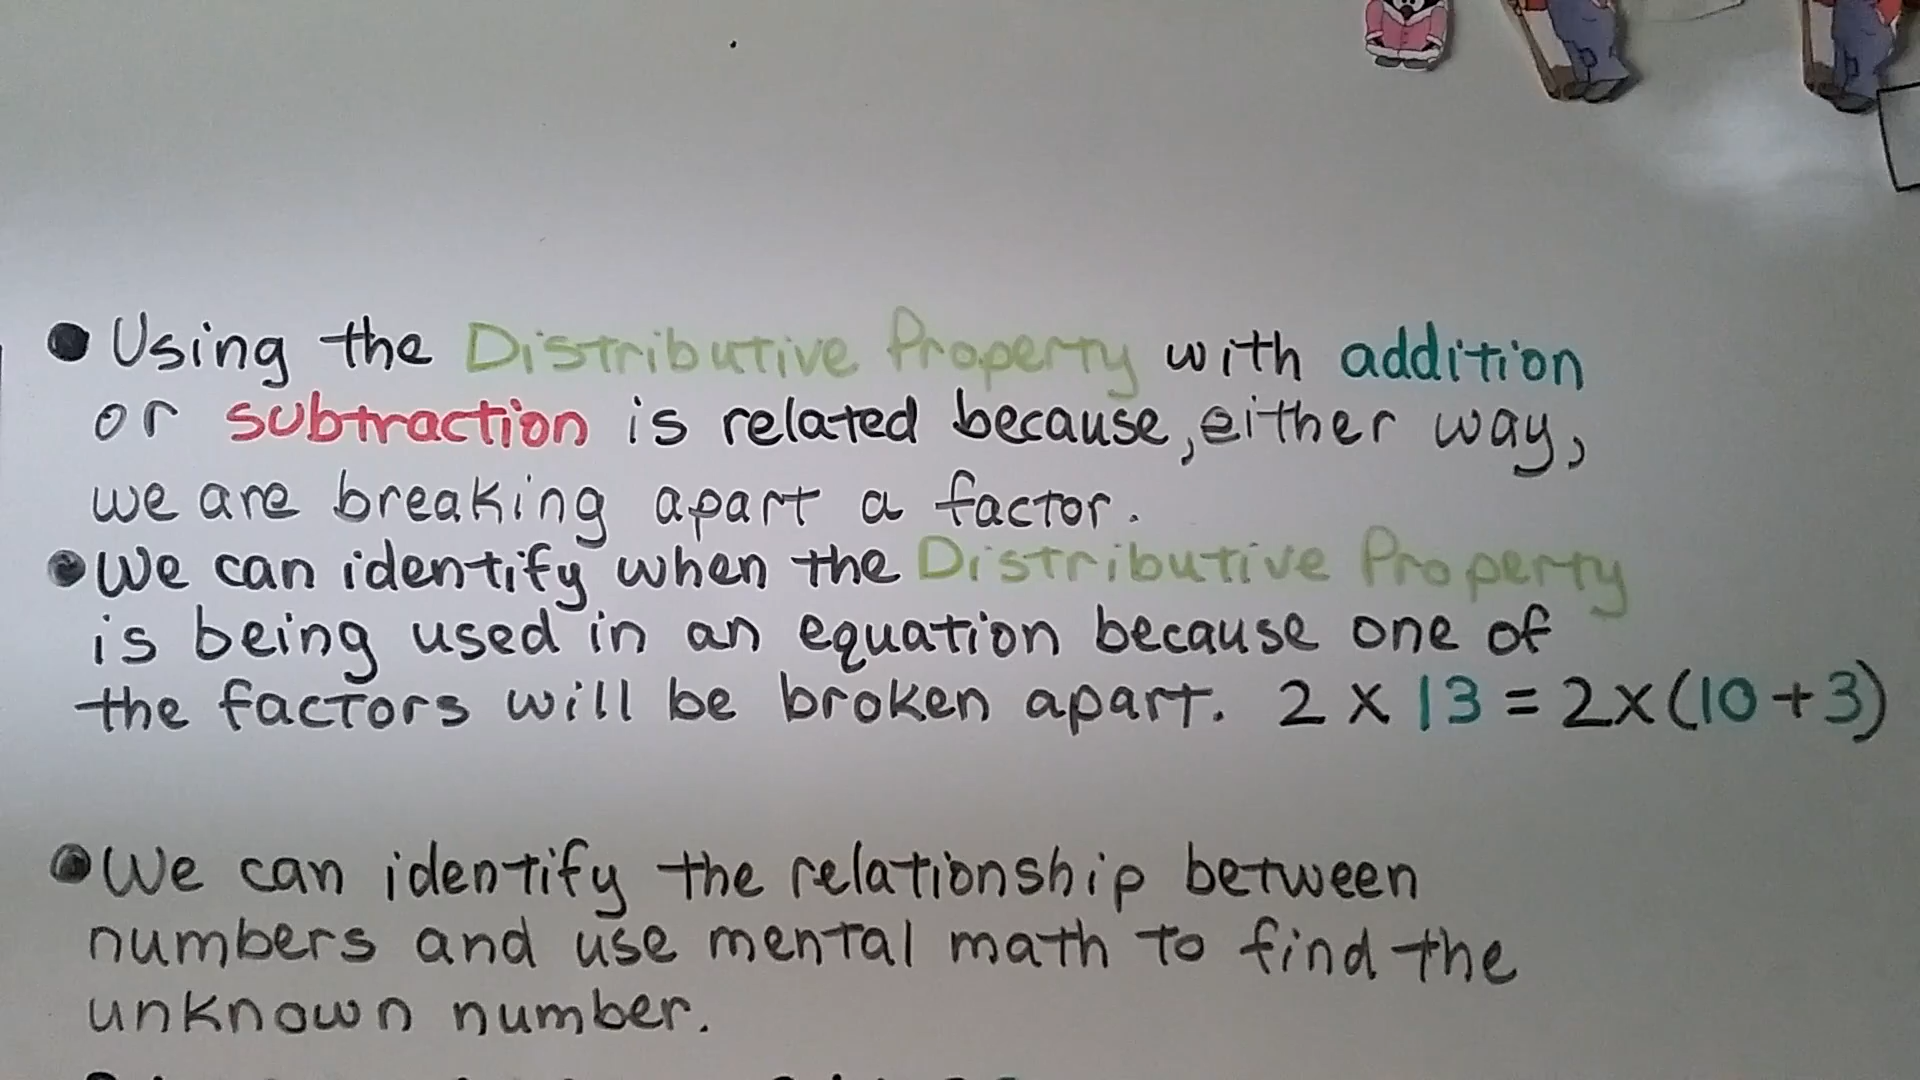 ● Using the Distributive Property with addition
or subtraction is related because, either way,
we are breaking apart a factor.
● We can identify when the Distributive Property
is being used in an equation because one of
the factors will be broken apart. 2 x 13 = 2x(10+3)
● We can identify the relationship between
numbers and use mental math to find the
unknown number.